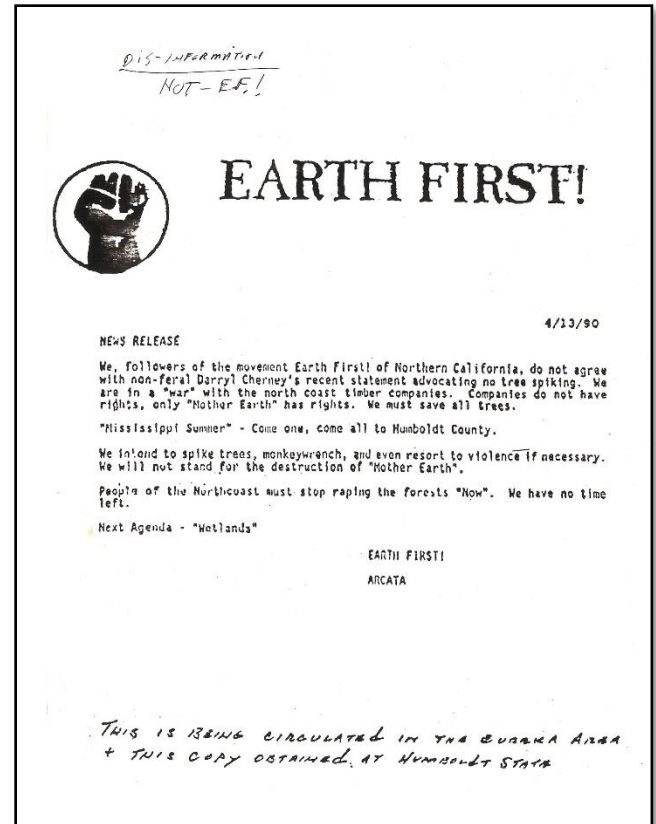 DIS-INFORMATION
NOT-E.F.!
EARTH FIRST!
4/13/90
NEWS RELEASE
We, followers of the movement Earth First! of Northern California, do not agree
with non-feral Darryl Cherney's recent statement advocating no tree spiking. We
are in a "war" with the north coast timber companies. Companies do not have
rights, only "Mother Earth" has rights. We must save all trees.
"Mississippi Summer" - Come one, come all to Humboldt County.
We intend to spike trees, monkeywrench, and even resort to violence if necessary.
We will not stand for the destruction of "Mother Earth".
People of the Northcoast must stop raping the forests "Now". We have no time
left.
Next Agenda - "Wetlands"
EARTH FIRST!
ARCATA
THIS IS BEING CIRCULATED IN THE EUREKA AREA
+ THIS COPY OBTAINED AT HUMBOLDT STATE